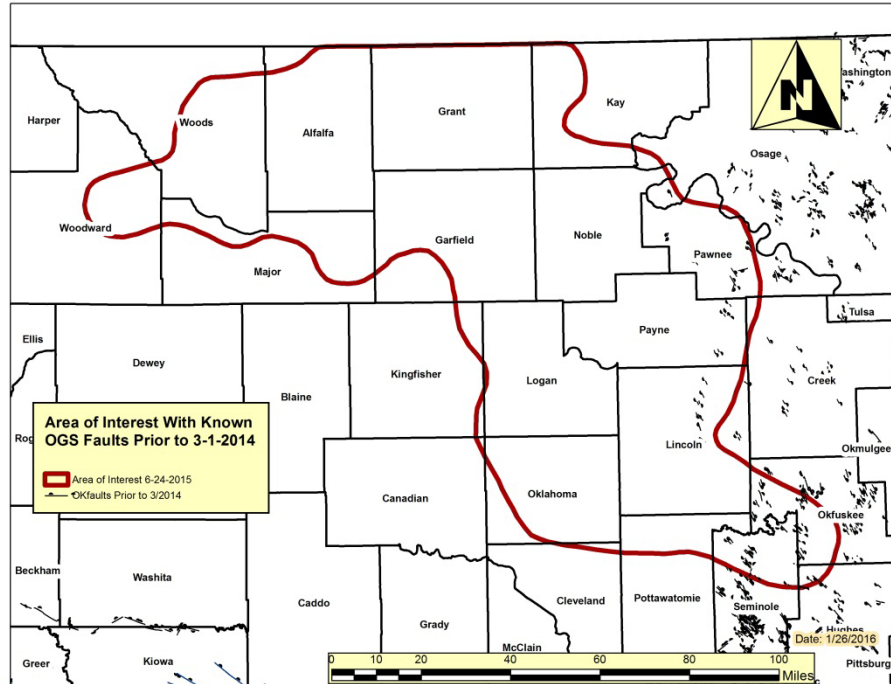 Washington
Harper
Woods
Alfalfa
Grant
Kay
N
Osage
Woodward
Major
Garfield
Noble
Pawnee
Ellis
Dewey
Blaine
Kingfisher
Logan
Payne
Tulsa
Creek
Area of Interest With Known
OGS Faults Prior to 3-1-2014
Area of Interest 6-24-2015
OKfaults Prior to 3/2014
Rog
Lincoln
Okmulgee
Canadian
Oklahoma
Okfuskee
Beckham
Washita
Caddo
Grady
Cleveland
Pottawatomie
Seminole
Hughes
McClain
Date: 1/26/2016
Greer
Kiowa
Pittsburg
0 10 20 40 60 80 100
Miles